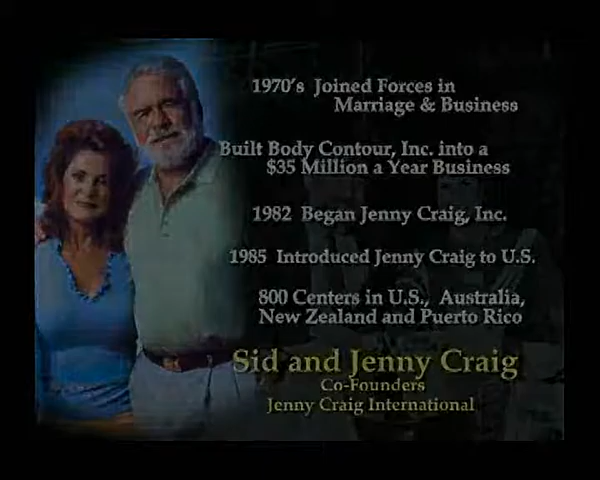 1970's Joined Forces in
Marriage & Business
Built Body Contour, Inc. into a
$35 Million a Year Business
1982 Began Jenny Craig, Inc.
1985 Introduced Jenny Craig to U.S.
800 Centers in U.S., Australia,
New Zealand and Puerto Rico
Sid and Jenny Craig
Co-Founders
Jenny Craig International